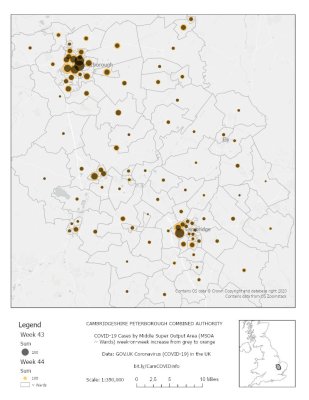 Contains OS data © Crown Copyright and database right 2020
Contains data from OS Zoomstack
Legend
Week 43
Sum
100
Week 44
Sum
100
Wards
CAMBRIDGESHIRE PETERBOROUGH COMBINED AUTHORITY
COVID-19 Cases by Middle Super Output Area (MSOA
- Wards) week-on-week increase from grey to orange
Data: GOV.UK Coronavirus (COVID-19) in the UK
bit.ly/CamCOVIDinfo
Scale: 1:350,000
0 2.5 5 10 Miles